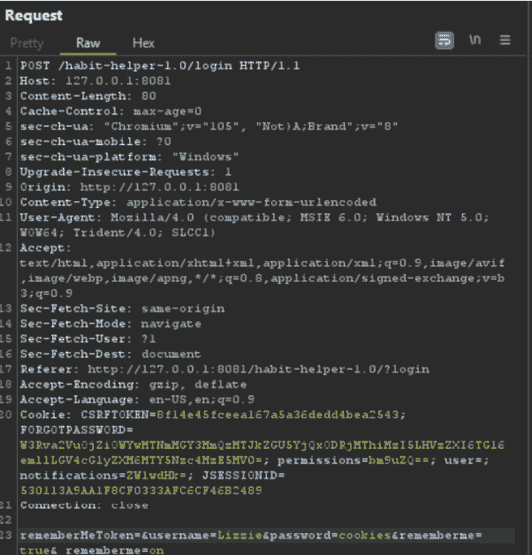 Request
Pretty Raw Hex \n
1 POST /habit-helper-1.0/login HTTP/1.1
2 Host: 127.0.0.1:8081
3 Content-Length: 80
4 Cache-Control: max-age=0
5 sec-ch-ua: "Chromium";v="105", "Not)A;Brand";v="8"
6 sec-ch-ua-mobile: ?0
7 sec-ch-ua-platform: "Windows"
8 Upgrade-Insecure-Requests: 1
9 Origin: http://127.0.0.1:8081
10 Content-Type: application/x-www-form-urlencoded
11 User-Agent: Mozilla/4.0 (compatible; MSIE 6.0; Windows NT 5.0;
WOW64; Trident/4.0; SLCC1)
12 Accept:
text/html,application/xhtml+xml,application/xml;q=0.9,image/avif
,image/webp,image/apng,*/*;q=0.8,application/signed-exchange;v=b
3;q=0.9
13 Sec-Fetch-Site: same-origin
14 Sec-Fetch-Mode: navigate
15 Sec-Fetch-User: ?1
16 Sec-Fetch-Dest: document
17 Referer: http://127.0.0.1:8081/habit-helper-1.0/?login
18 Accept-Encoding: gzip, deflate
19 Accept-Language: en-US,en;q=0.9
20 Cookie: CSRFTOKEN=8f14e45fceea167a5a36dedd4bea2543;
FORGOTPASSWORD=
permissions=bm9uZQ==; user=;
notifications=ZW1wdHk=; JSESSIONID=
530113A9AA1F8CF0333AFC6CF46B2489
21 Connection: close
22
23 rememberMeToken=&username=Lizzie&password=cookies&rememberme=
true&_rememberme=on